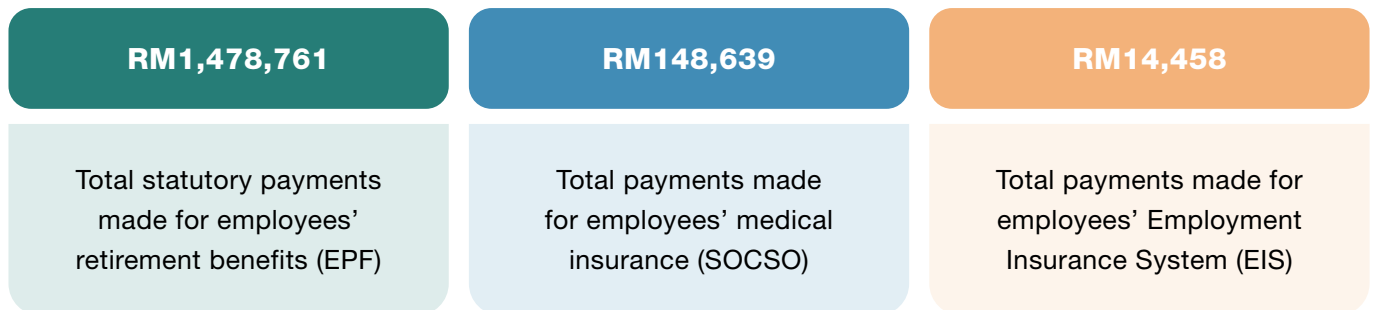 RM1,478,761
Total statutory payments
made for employees’
retirement benefits (EPF)
RM148,639
Total payments made
for employees’ medical
insurance (SOCSO)
RM14,458
Total payments made for
employees’ Employment
Insurance System (EIS)